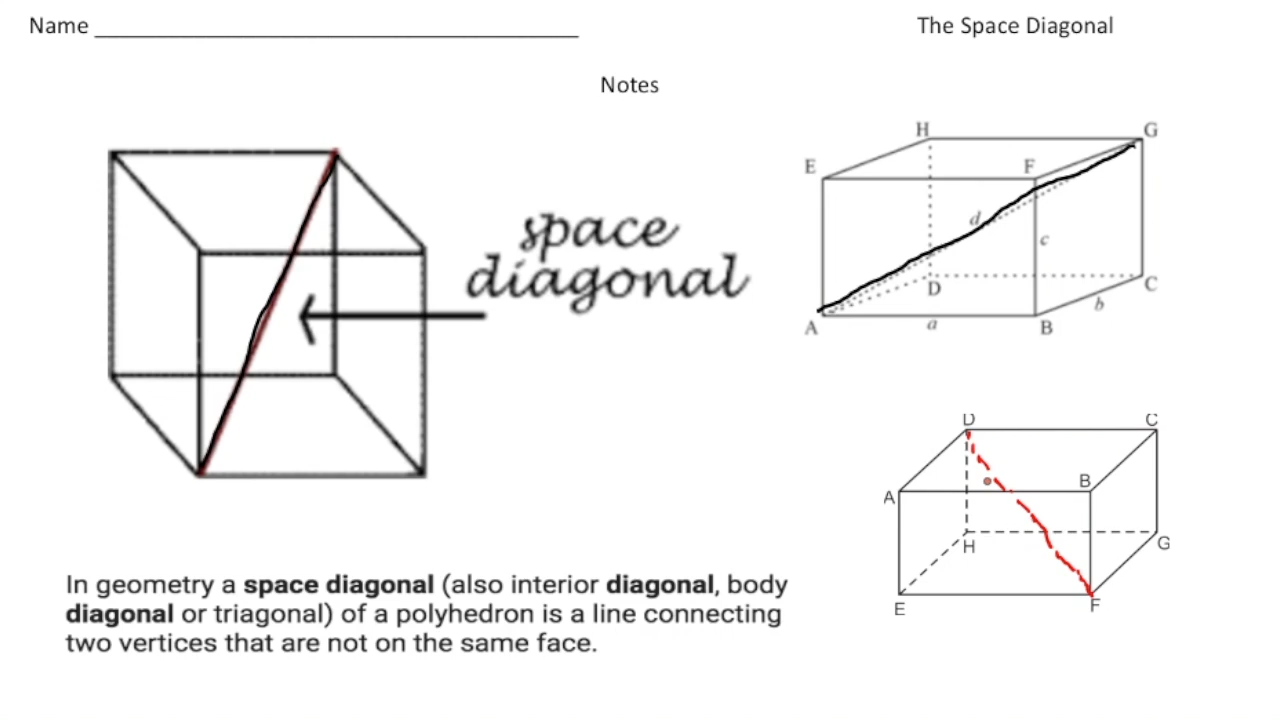 Name ________________________________________ The Space Diagonal
Notes
space
diagonal
H G
E F
d
c
D C
b
A a B
D C
A B
H G
E F
In geometry a space diagonal (also interior diagonal, body
diagonal or triagonal) of a polyhedron is a line connecting
two vertices that are not on the same face.